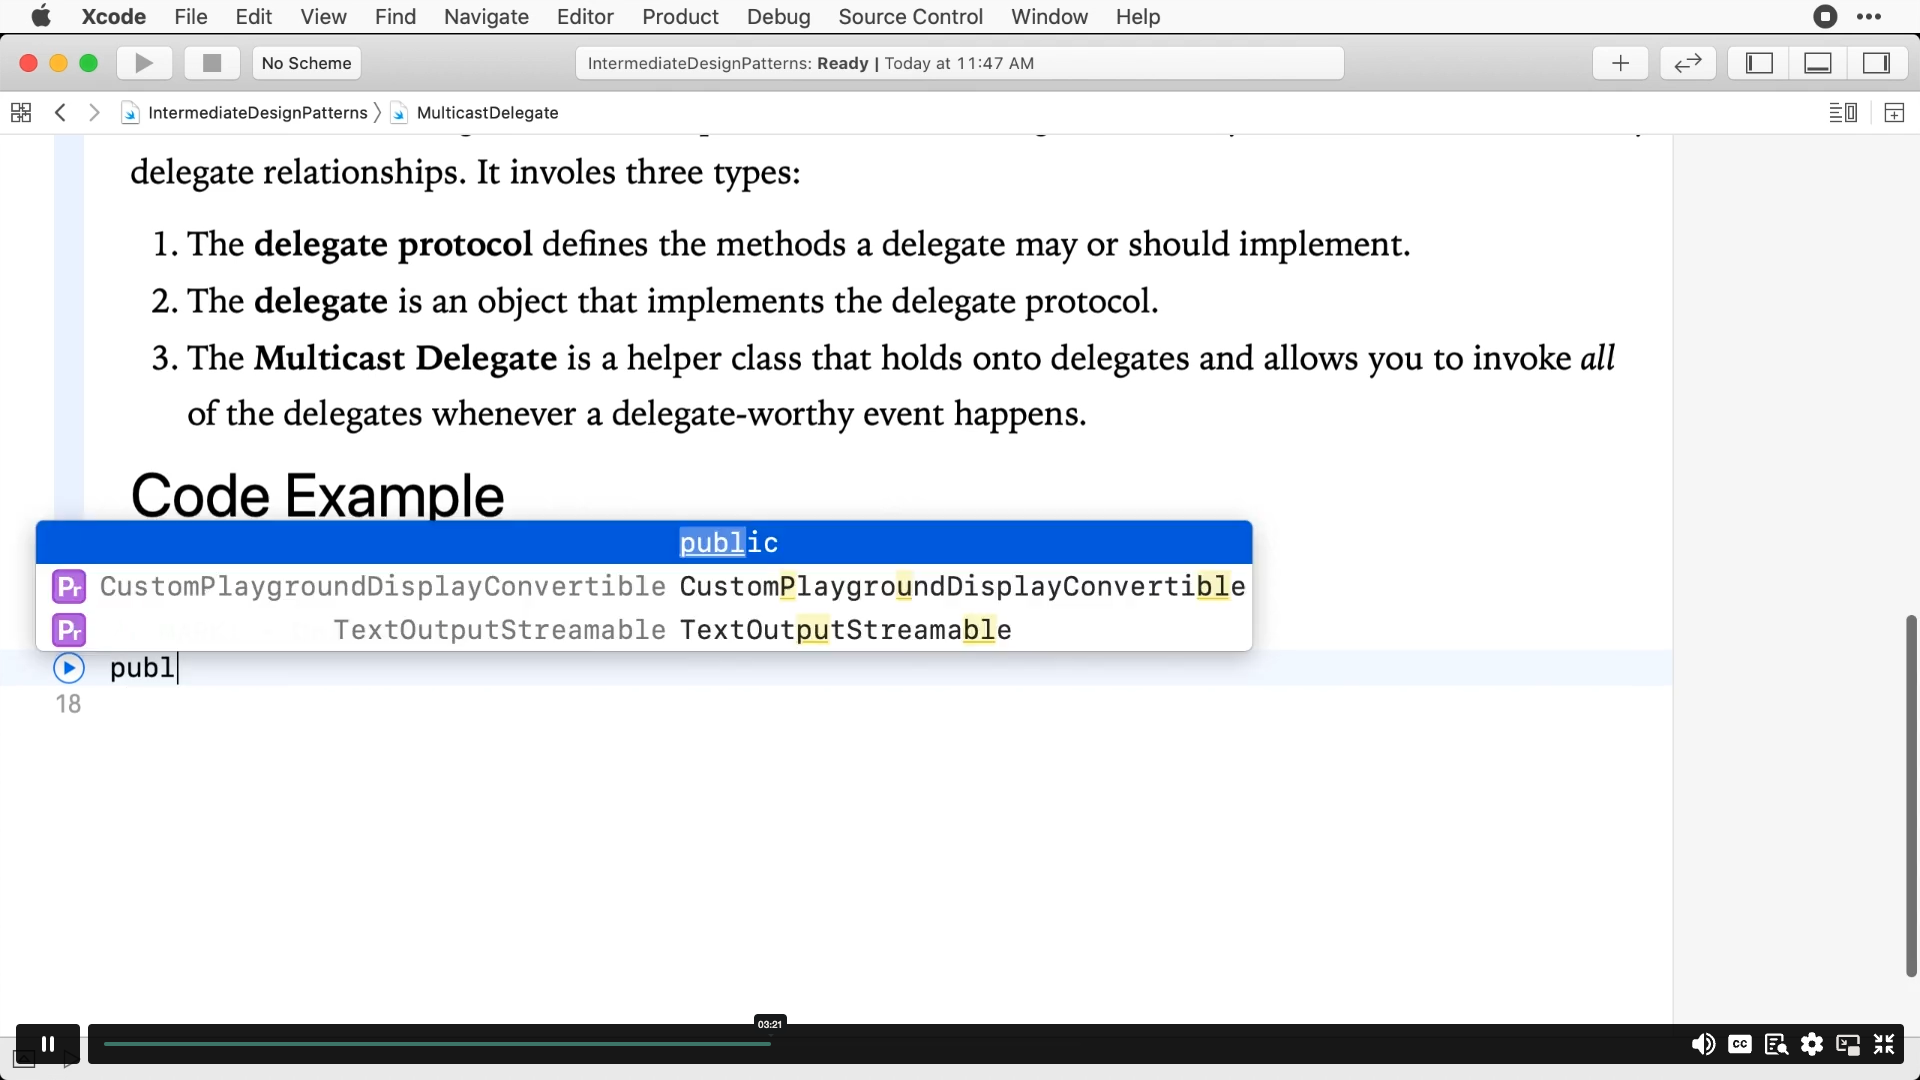 Xcode File Edit View Find Navigate Editor Product Debug Source Control Window Help
No Scheme
IntermediateDesignPatterns: Ready | Today at 11:47 AM
IntermediateDesignPatterns
MulticastDelegate
delegate relationships. It involes three types:
1. The delegate protocol defines the methods a delegate may or should implement.
2. The delegate is an object that implements the delegate protocol.
3. The Multicast Delegate is a helper class that holds onto delegates and allows you to invoke all
of the delegates whenever a delegate-worthy event happens.
Code Example
public
Pr CustomPlaygroundDisplayConvertible CustomPlaygroundDisplayConvertible
Pr TextOutputStreamable TextOutputStreamable
publ
18
03:21
CC